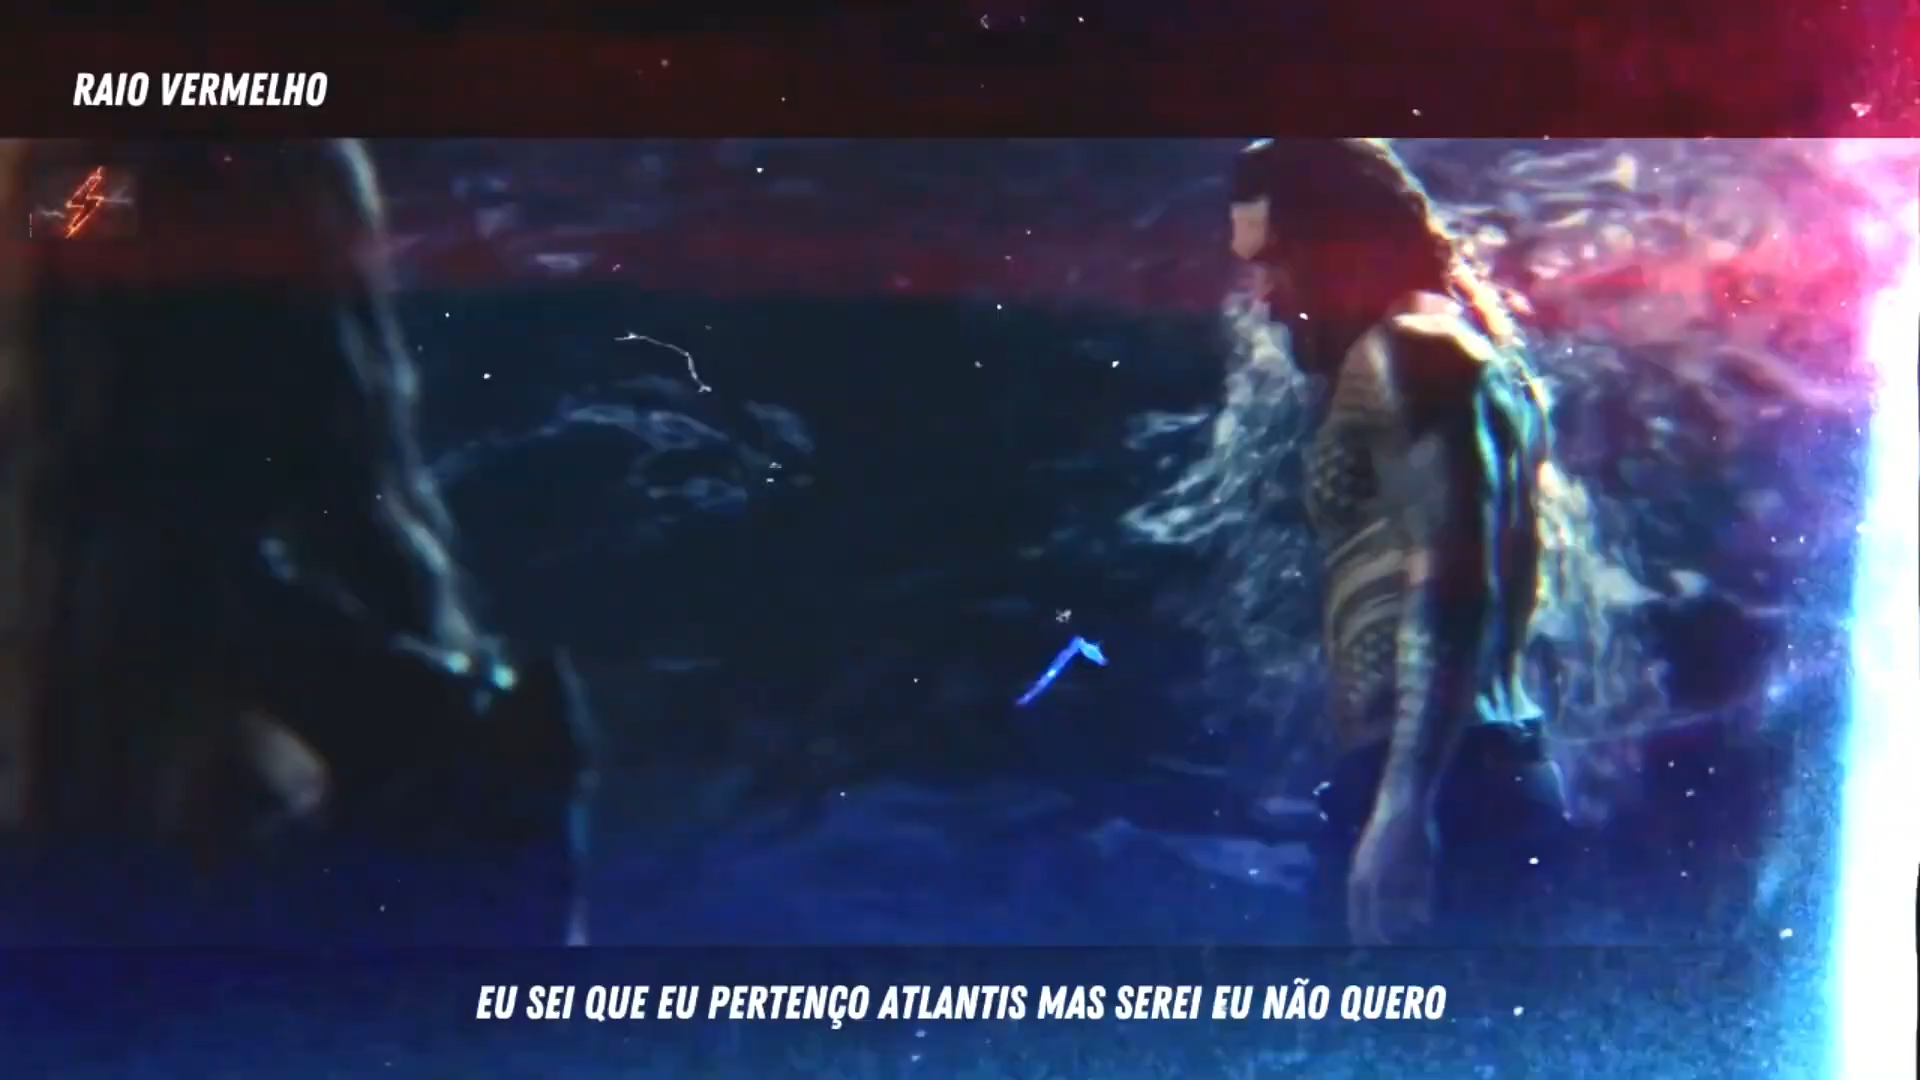 RAIO VERMELHO
EU SEI QUE EU PERTENÇO ATLANTIS MAS SEREI EU NÃO QUERO